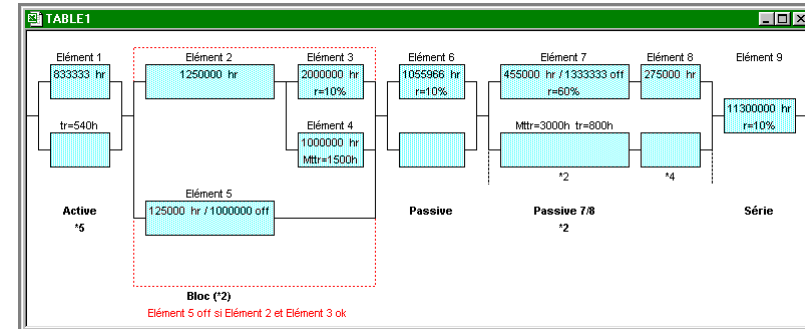 TABLE1
Elément 1
833333 hr
tr=540h
Active
*5
Elément 2
1250000 hr
Elément 3
2000000 hr
r=10%
Elément 4
1000000 hr
Mttr=1500h
Elément 5
125000 hr / 1000000 off
Bloc (*2)
Elément 5 off si Elément 2 et Elément 3 ok
Elément 6
1055966 hr
r=10%
Passive
Elément 7
455000 hr / 1333333 off
r=60%
Mttr=3000h tr=800h
*2
Elément 8
275000 hr
*4
Passive 7/8
*2
Elément 9
11300000 hr
r=10%
Série